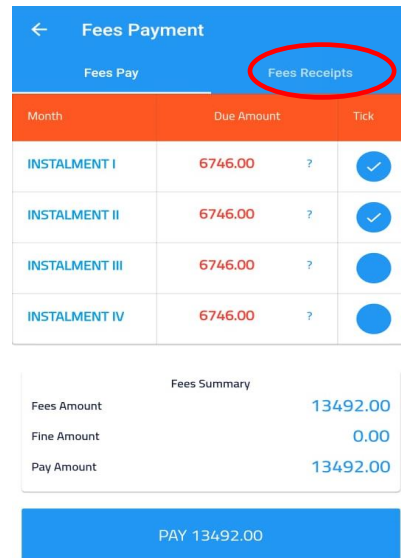 Fees Payment
Fees Pay Fees Receipts
Month Due Amount Tick
INSTALMENT I 6746.00 ?
INSTALMENT II 6746.00 ?
INSTALMENT III 6746.00 ?
INSTALMENT IV 6746.00 ?
Fees Summary
Fees Amount 13492.00
Fine Amount 0.00
Pay Amount 13492.00
PAY 13492.00